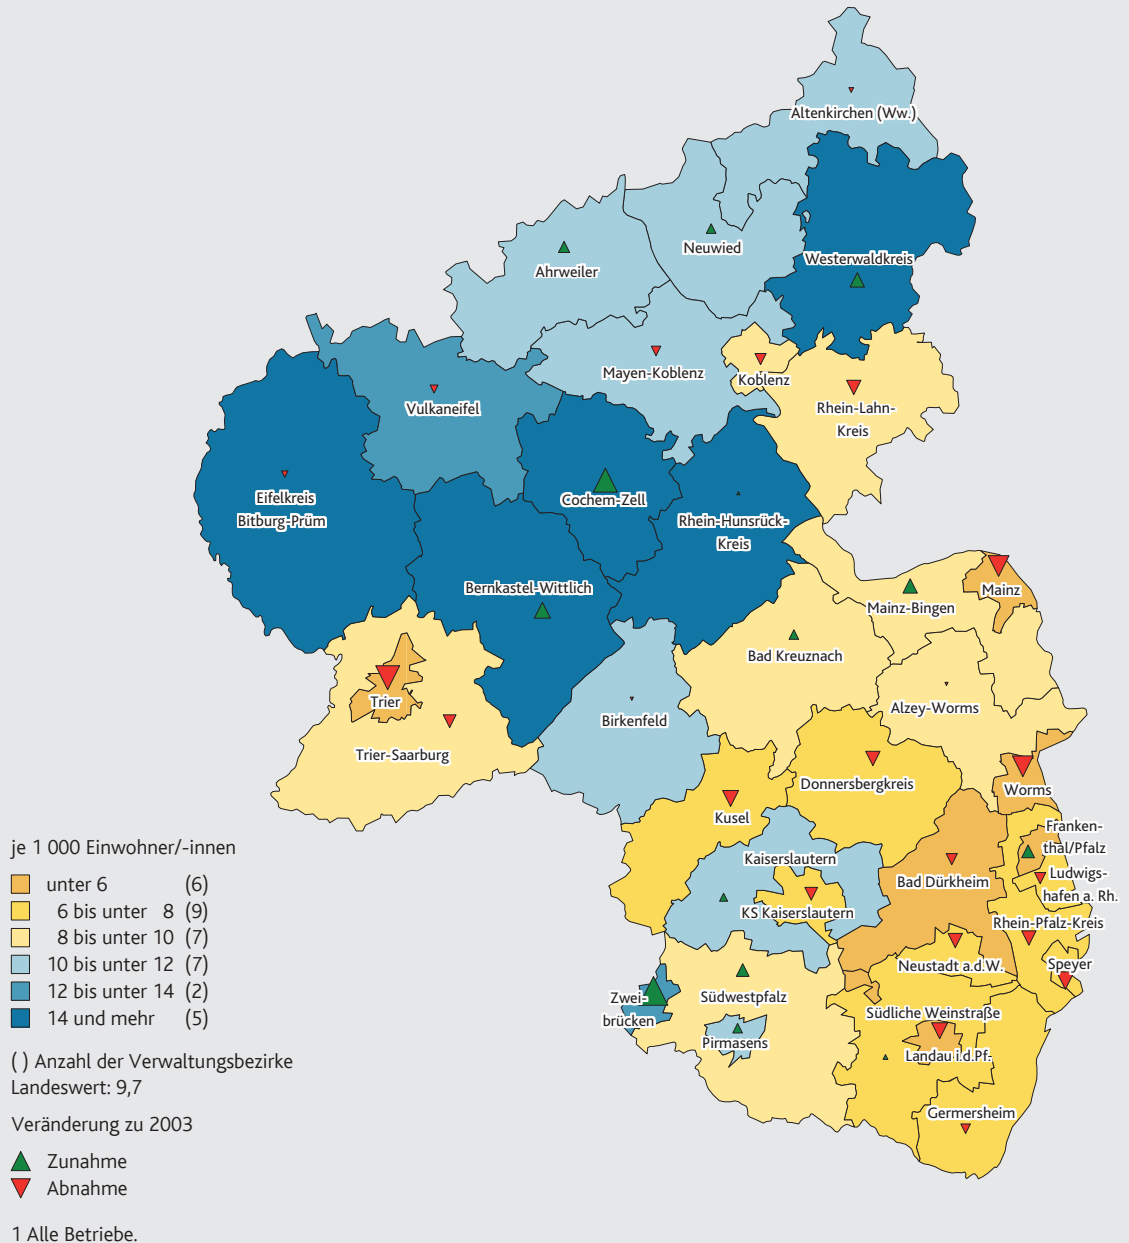 Altenkirchen (Ww.)
Neuwied
Westerwaldkreis
Ahrweiler
Mayen-Koblenz
Koblenz
Vulkaneifel
Rhein-Lahn-
Kreis
Eifelkreis
Bitburg-Prüm
Cochem-Zell
Rhein-Hunsrück-
Kreis
Bernkastel-Wittlich
Mainz
Mainz-Bingen
Bad Kreuznach
Trier
Alzey-Worms
Birkenfeld
Trier-Saarburg
Donnersbergkreis
Worms
Kusel
Franken-
thal/Pfalz
Kaiserslautern
Ludwigs-
hafen a. Rh.
Bad Dürkheim
KS Kaiserslautern
Rhein-Pfalz-Kreis
Neustadt a.d.W.
Speyer
Zwei-
brücken
Südwestpfalz
Südliche Weinstraße
Pirmasens
Landau i.d.Pf.
Germersheim
je 1 000 Einwohner/-innen
unter 6 (6)
6 bis unter 8 (9)
8 bis unter 10 (7)
10 bis unter 12 (7)
12 bis unter 14 (2)
14 und mehr (5)
( ) Anzahl der Verwaltungsbezirke
Landeswert: 9,7
Veränderung zu 2003
Zunahme
Abnahme
1 Alle Betriebe.